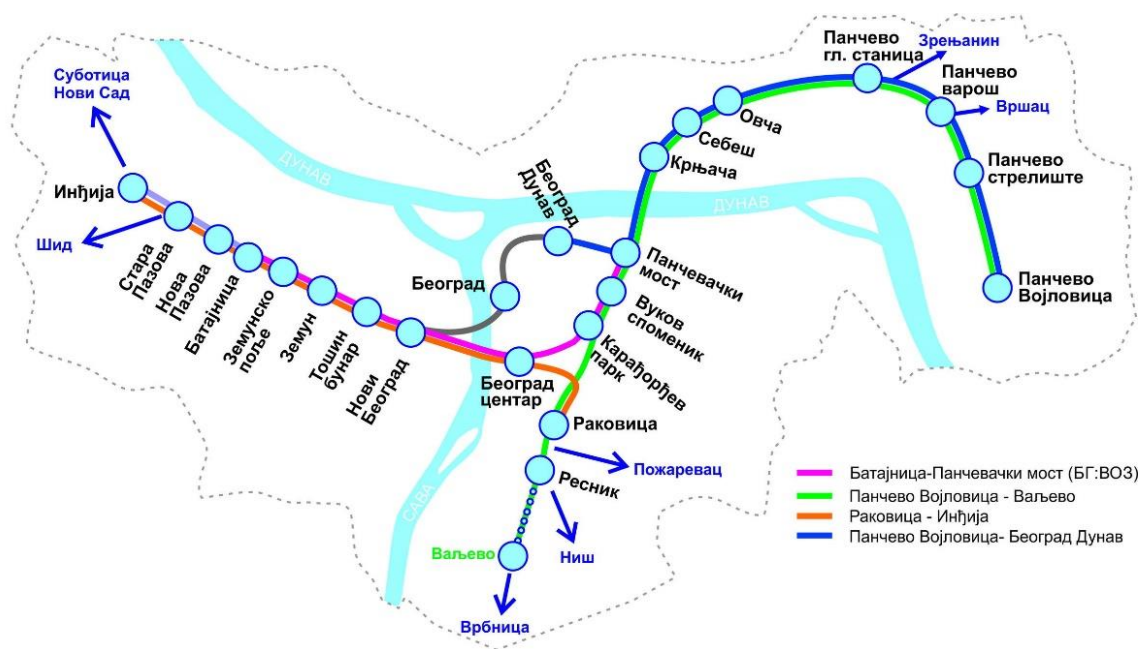 Суботица
Нови Сад
Инђија
Шид
Стара
Пазова
Нова
Пазова
Батајница
Земунско
поље
Земун
Тошин
бунар
Нови
Београд
ДУНАВ
Београд
Београд
Дунав
Београд
центар
САВА
ДУНАВ
Панчевачки
мост
Вуков
споменик
Карађорђев
парк
Раковица
Пожаревац
Ресник
Ниш
Ваљево
Врбница
Крњача
Себеш
Овча
Панчево
гл. станица
Зрењанин
Панчево
варош
Вршац
Панчево
стрелиште
Панчево
Војловица
Батајница-Панчевачки мост (БГ:ВОЗ)
Панчево Војловица - Ваљево
Раковица - Инђија
Панчево Војловица- Београд Дунав